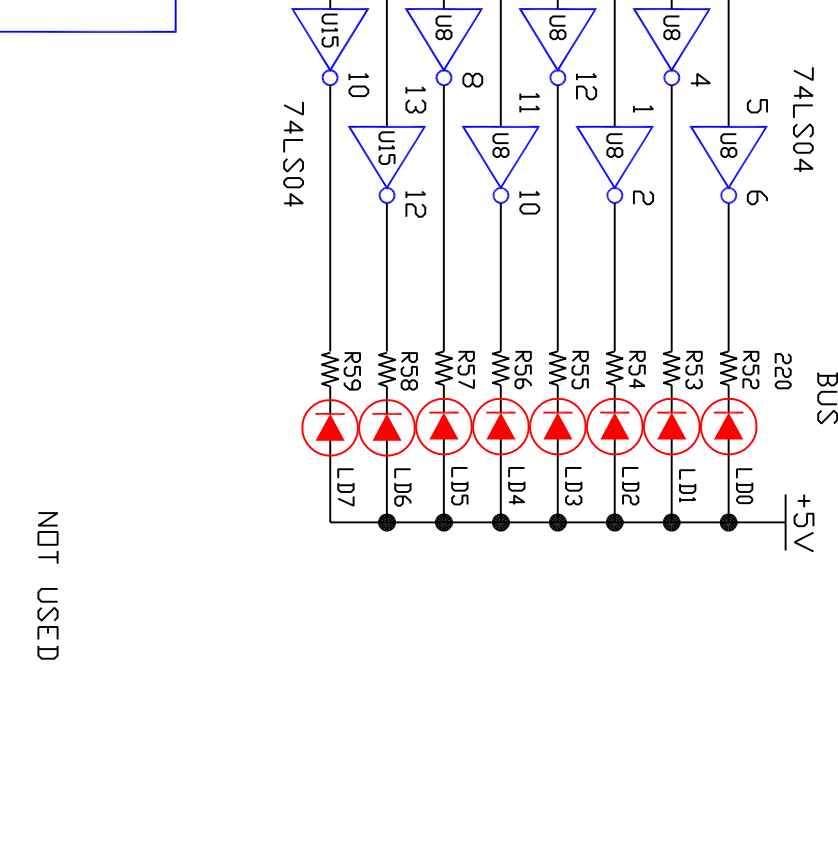 U15
U8
U8
U8
10
8
12
4
74LS04
13
11
1
5
74LS04
U15
U8
U8
U8
12
10
2
6
R59
R58
R57
R56
R55
R54
R53
R52
220
BUS
LD7
LD6
LD5
LD4
LD3
LD2
LD1
LD0
+5V
NOT USED